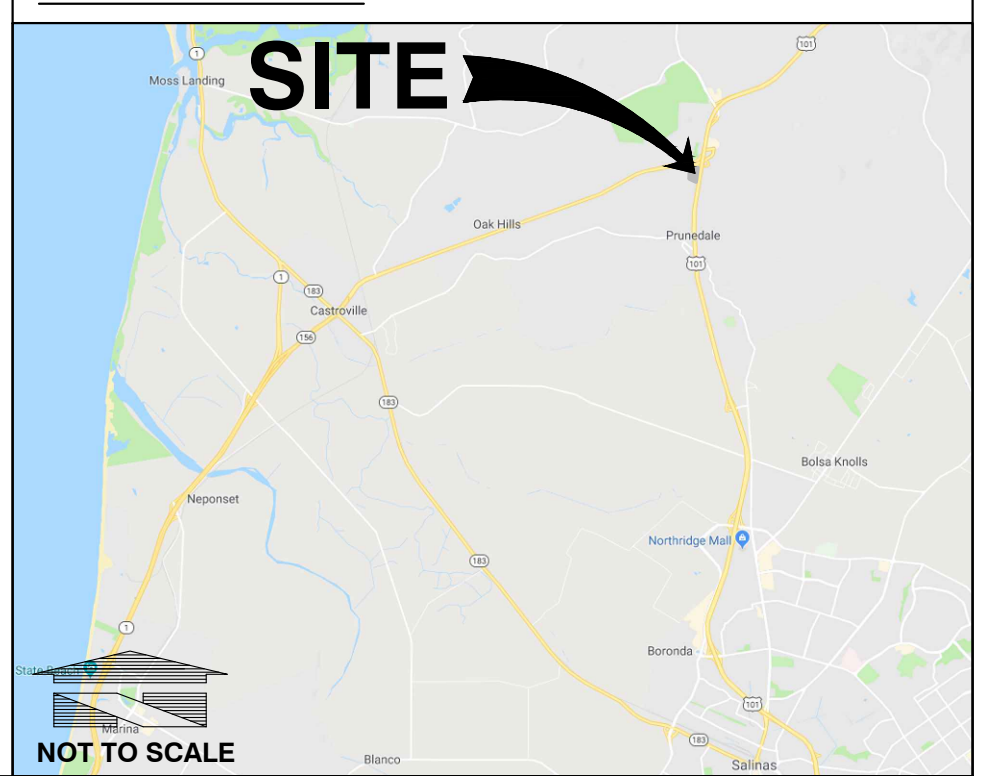 101
1
Moss Landing
SITE
Oak Hills
Prunedale
101
1
183
Castroville
156
183
Bolsa Knolls
Neponset
Northridge Mall
183
1
Boronda
State Beach
101
Marina
183
NOT TO SCALE
Blanco
Salinas